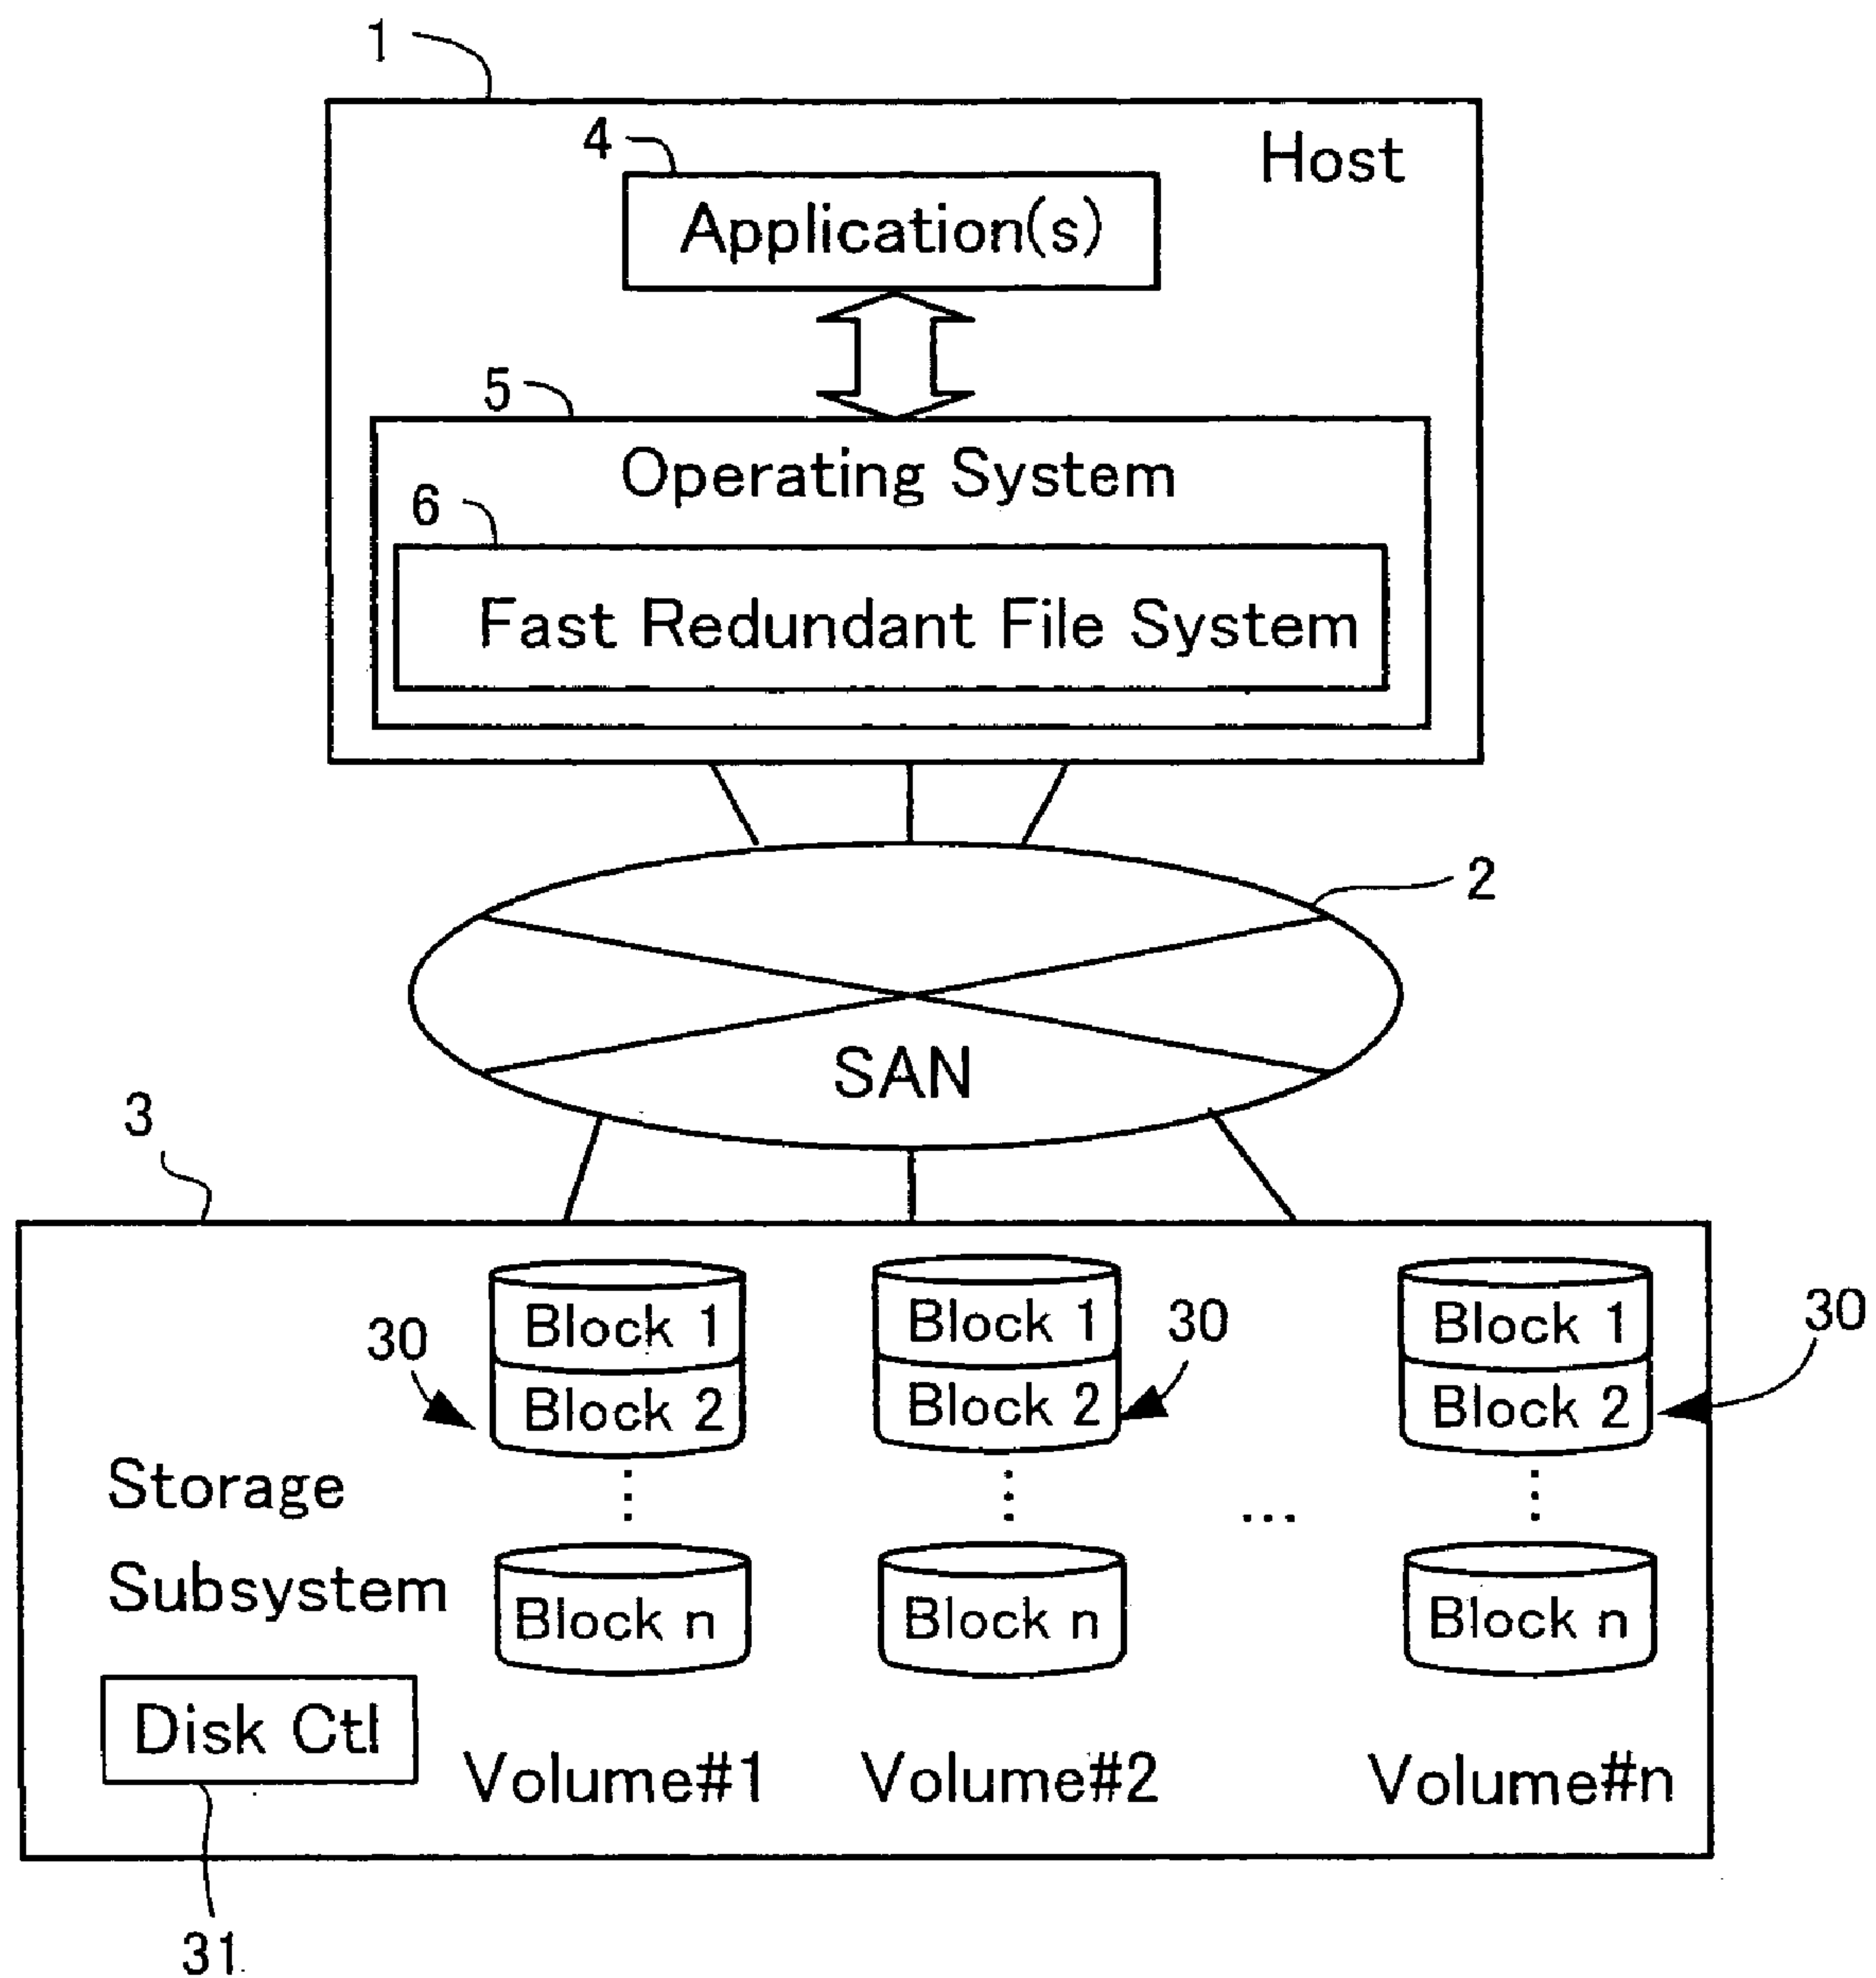 1
Host
4
Application(s)
5
Operating System
6
Fast Redundant File System
2
SAN
3
Block 1
Block 1
Block 1
30
30
30
Block 2
Block 2
Block 2
Storage
Subsystem
...
Block n
Block n
Block n
Disk Ctl
Volume#1
Volume#2
Volume#n
31